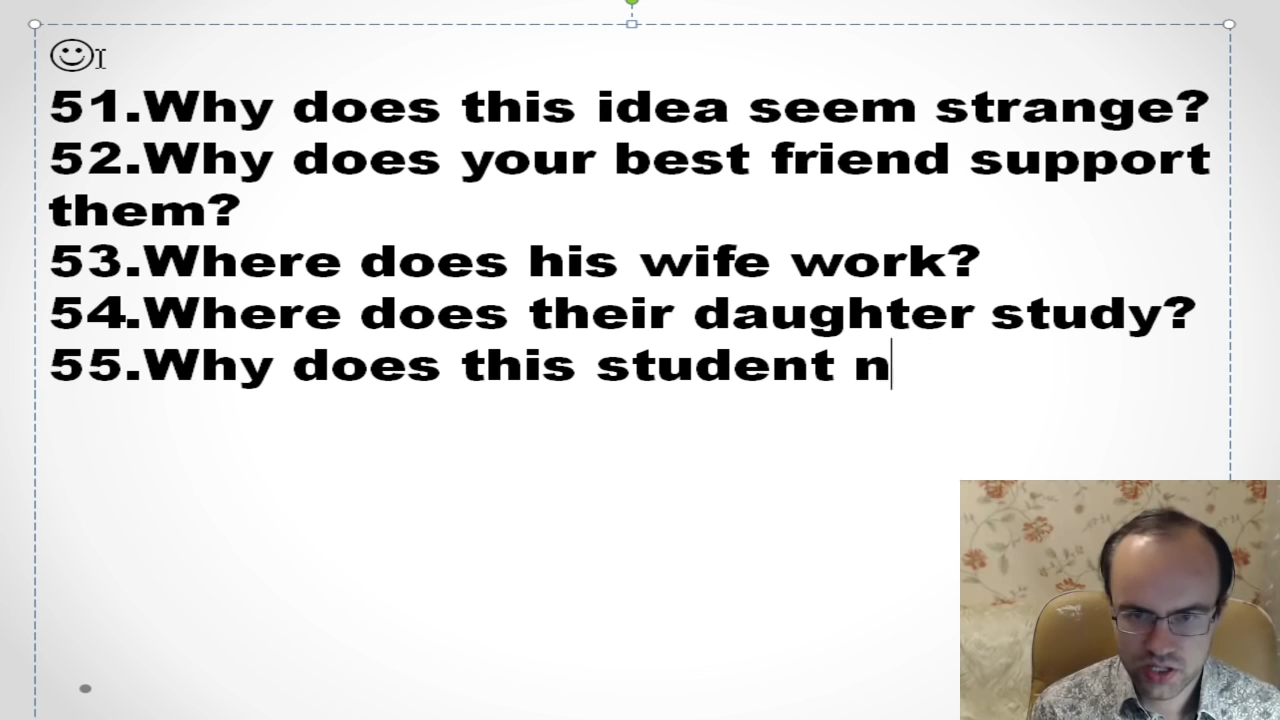 ☺
51.Why does this idea seem strange?
52.Why does your best friend support
them?
53.Where does his wife work?
54.Where does their daughter study?
55.Why does this student n